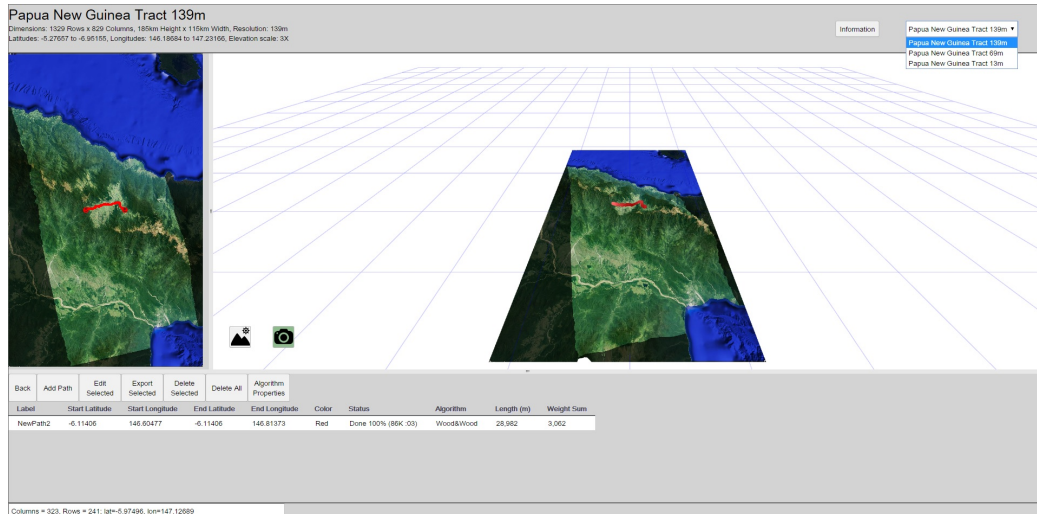 Papua New Guinea Tract 139m
Dimensions: 1329 Rows x 829 Columns, 185km Height x 115km Width, Resolution: 139m
Latitudes: -5.27657 to -6.95155, Longitudes: 146.18684 to 147.23166, Elevation scale: 3X
Information
Papua New Guinea Tract 139m
Papua New Guinea Tract 139m
Papua New Guinea Tract 69m
Papua New Guinea Tract 13m
Back Add Path Edit Selected Export Selected Delete Selected Delete All Algorithm Properties
Label Start Latitude Start Longitude End Latitude End Longitude Color Status Algorithm Length (m) Weight Sum
NewPath2 -6.11406 146.60477 -6.11406 146.81373 Red Done 100% (86K :03) Wood&Wood 28,982 3,062
Columns = 323, Rows = 241; lat=-5.97496, lon=147.12689